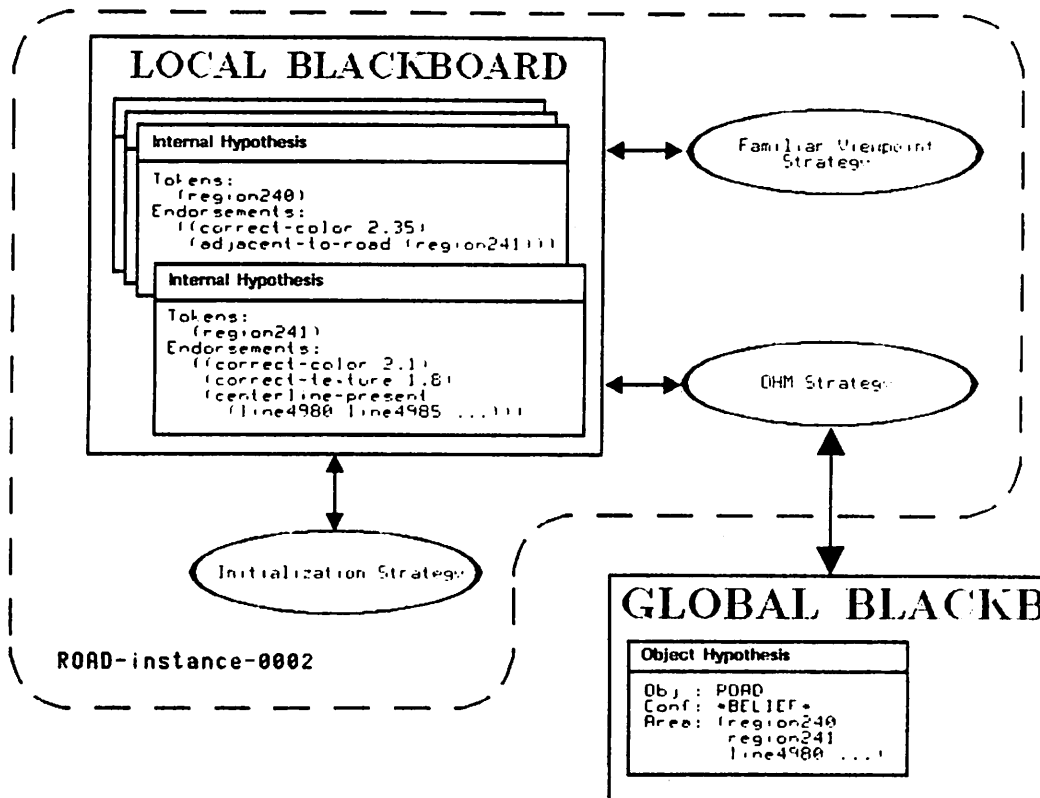 LOCAL BLACKBOARD
Internal Hypothesis
Tokens:
(region240)
Endorsements:
((correct-color 2.35)
(adjacent-to-road (region241)))
Internal Hypothesis
Tokens:
(region241)
Endorsements:
((correct-color 2.1)
(correct-texture 1.8)
(centerline-present
(line4980 line4985 ...)))
Familiar Viewpoint
Strategy
OHM Strategy
Initialization Strategy
ROAD-instance-0002
GLOBAL BLACKB
Object Hypothesis
Obj : ROAD
Conf: *BELIEF*
Area: (region240
region241
line4980 ...)